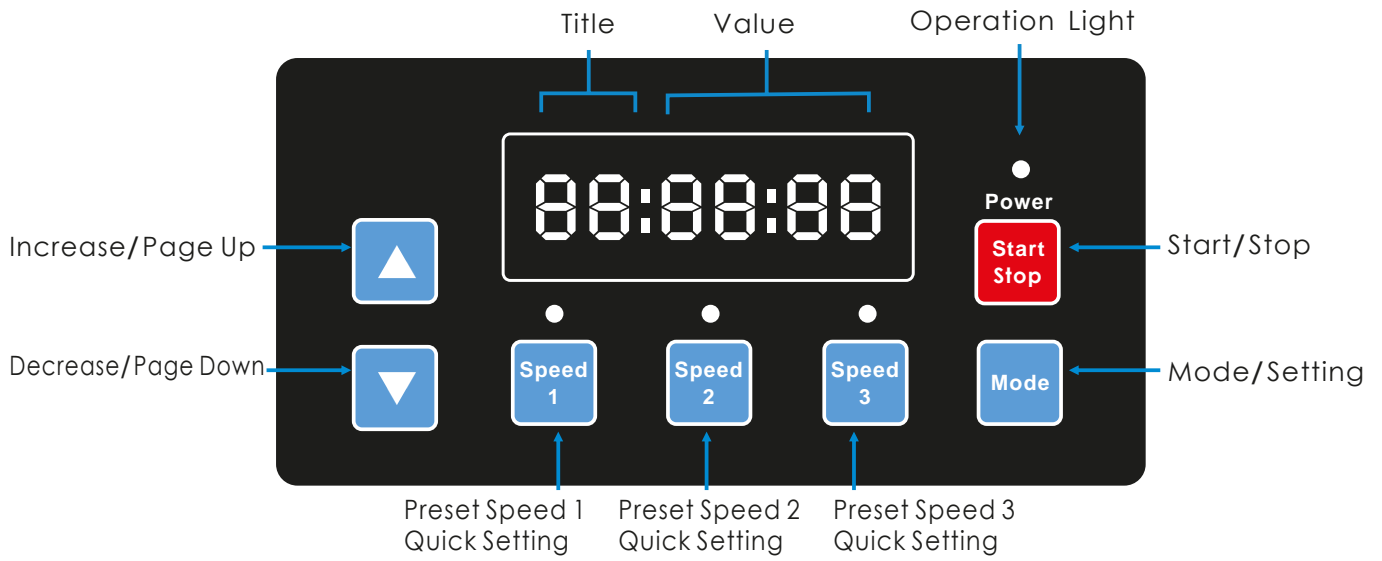 Title
Value
Operation Light
88:88:88
Power
Increase/Page Up
Start
Stop
Start/Stop
Decrease/Page Down
Speed
1
Speed
2
Speed
3
Mode
Mode/Setting
Preset Speed 1
Quick Setting
Preset Speed 2
Quick Setting
Preset Speed 3
Quick Setting